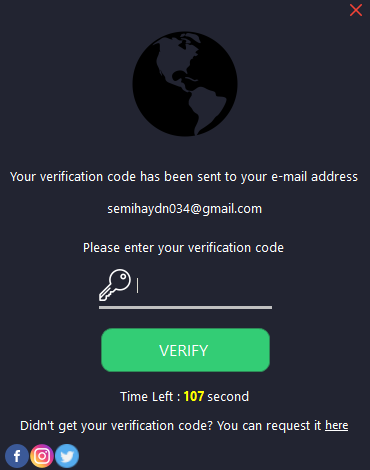 Your verification code has been sent to your e-mail address
semihaydn034@gmail.com
Please enter your verification code
VERIFY
Time Left : 107 second
Didn't get your verification code? You can request it here